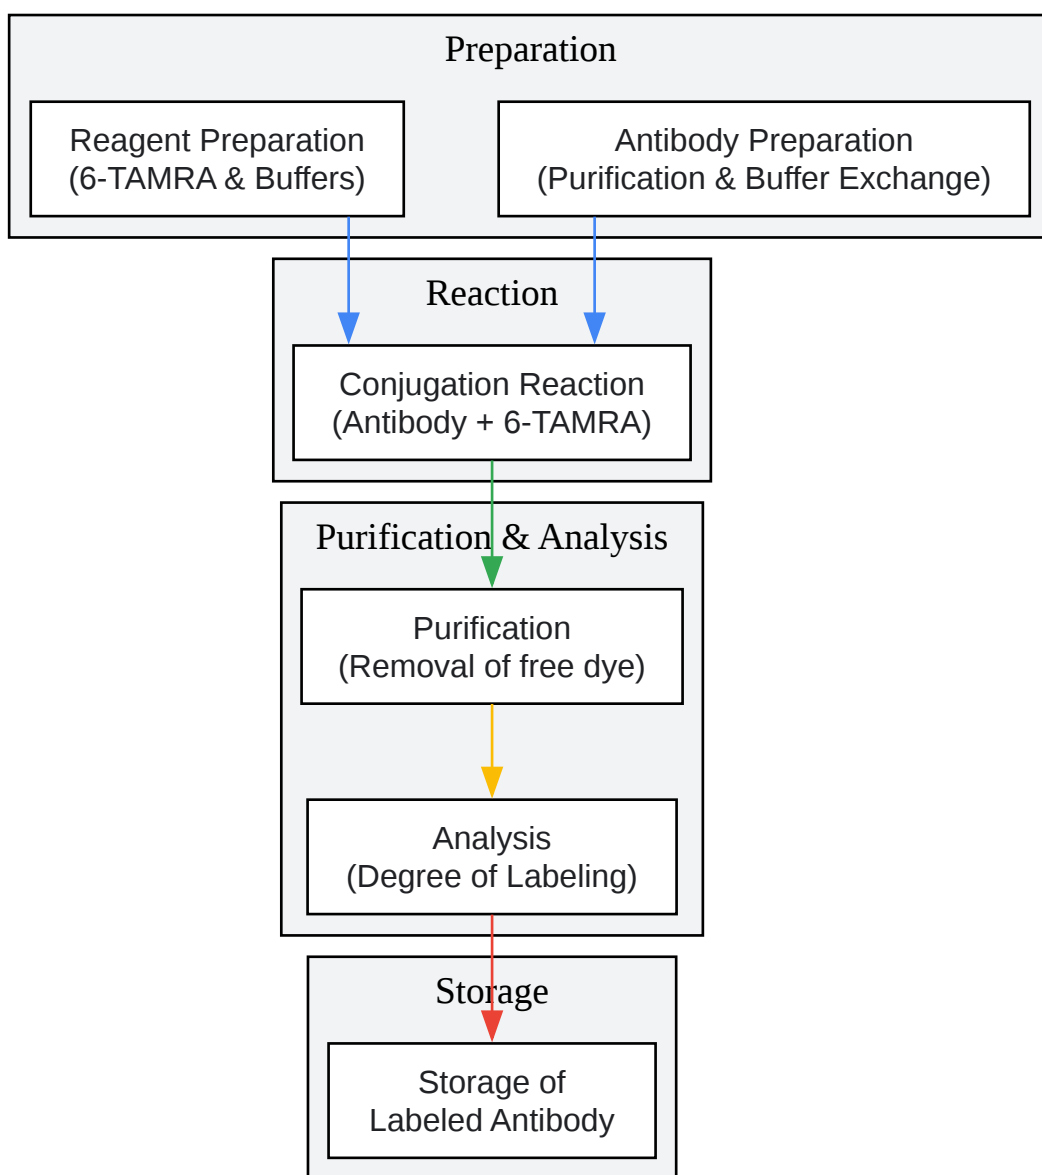 Preparation
Reagent Preparation
(6-TAMRA & Buffers)
Antibody Preparation
(Purification & Buffer Exchange)
Reaction
Conjugation Reaction
(Antibody + 6-TAMRA)
Purification & Analysis
Purification
(Removal of free dye)
Analysis
(Degree of Labeling)
Storage
Storage of
Labeled Antibody